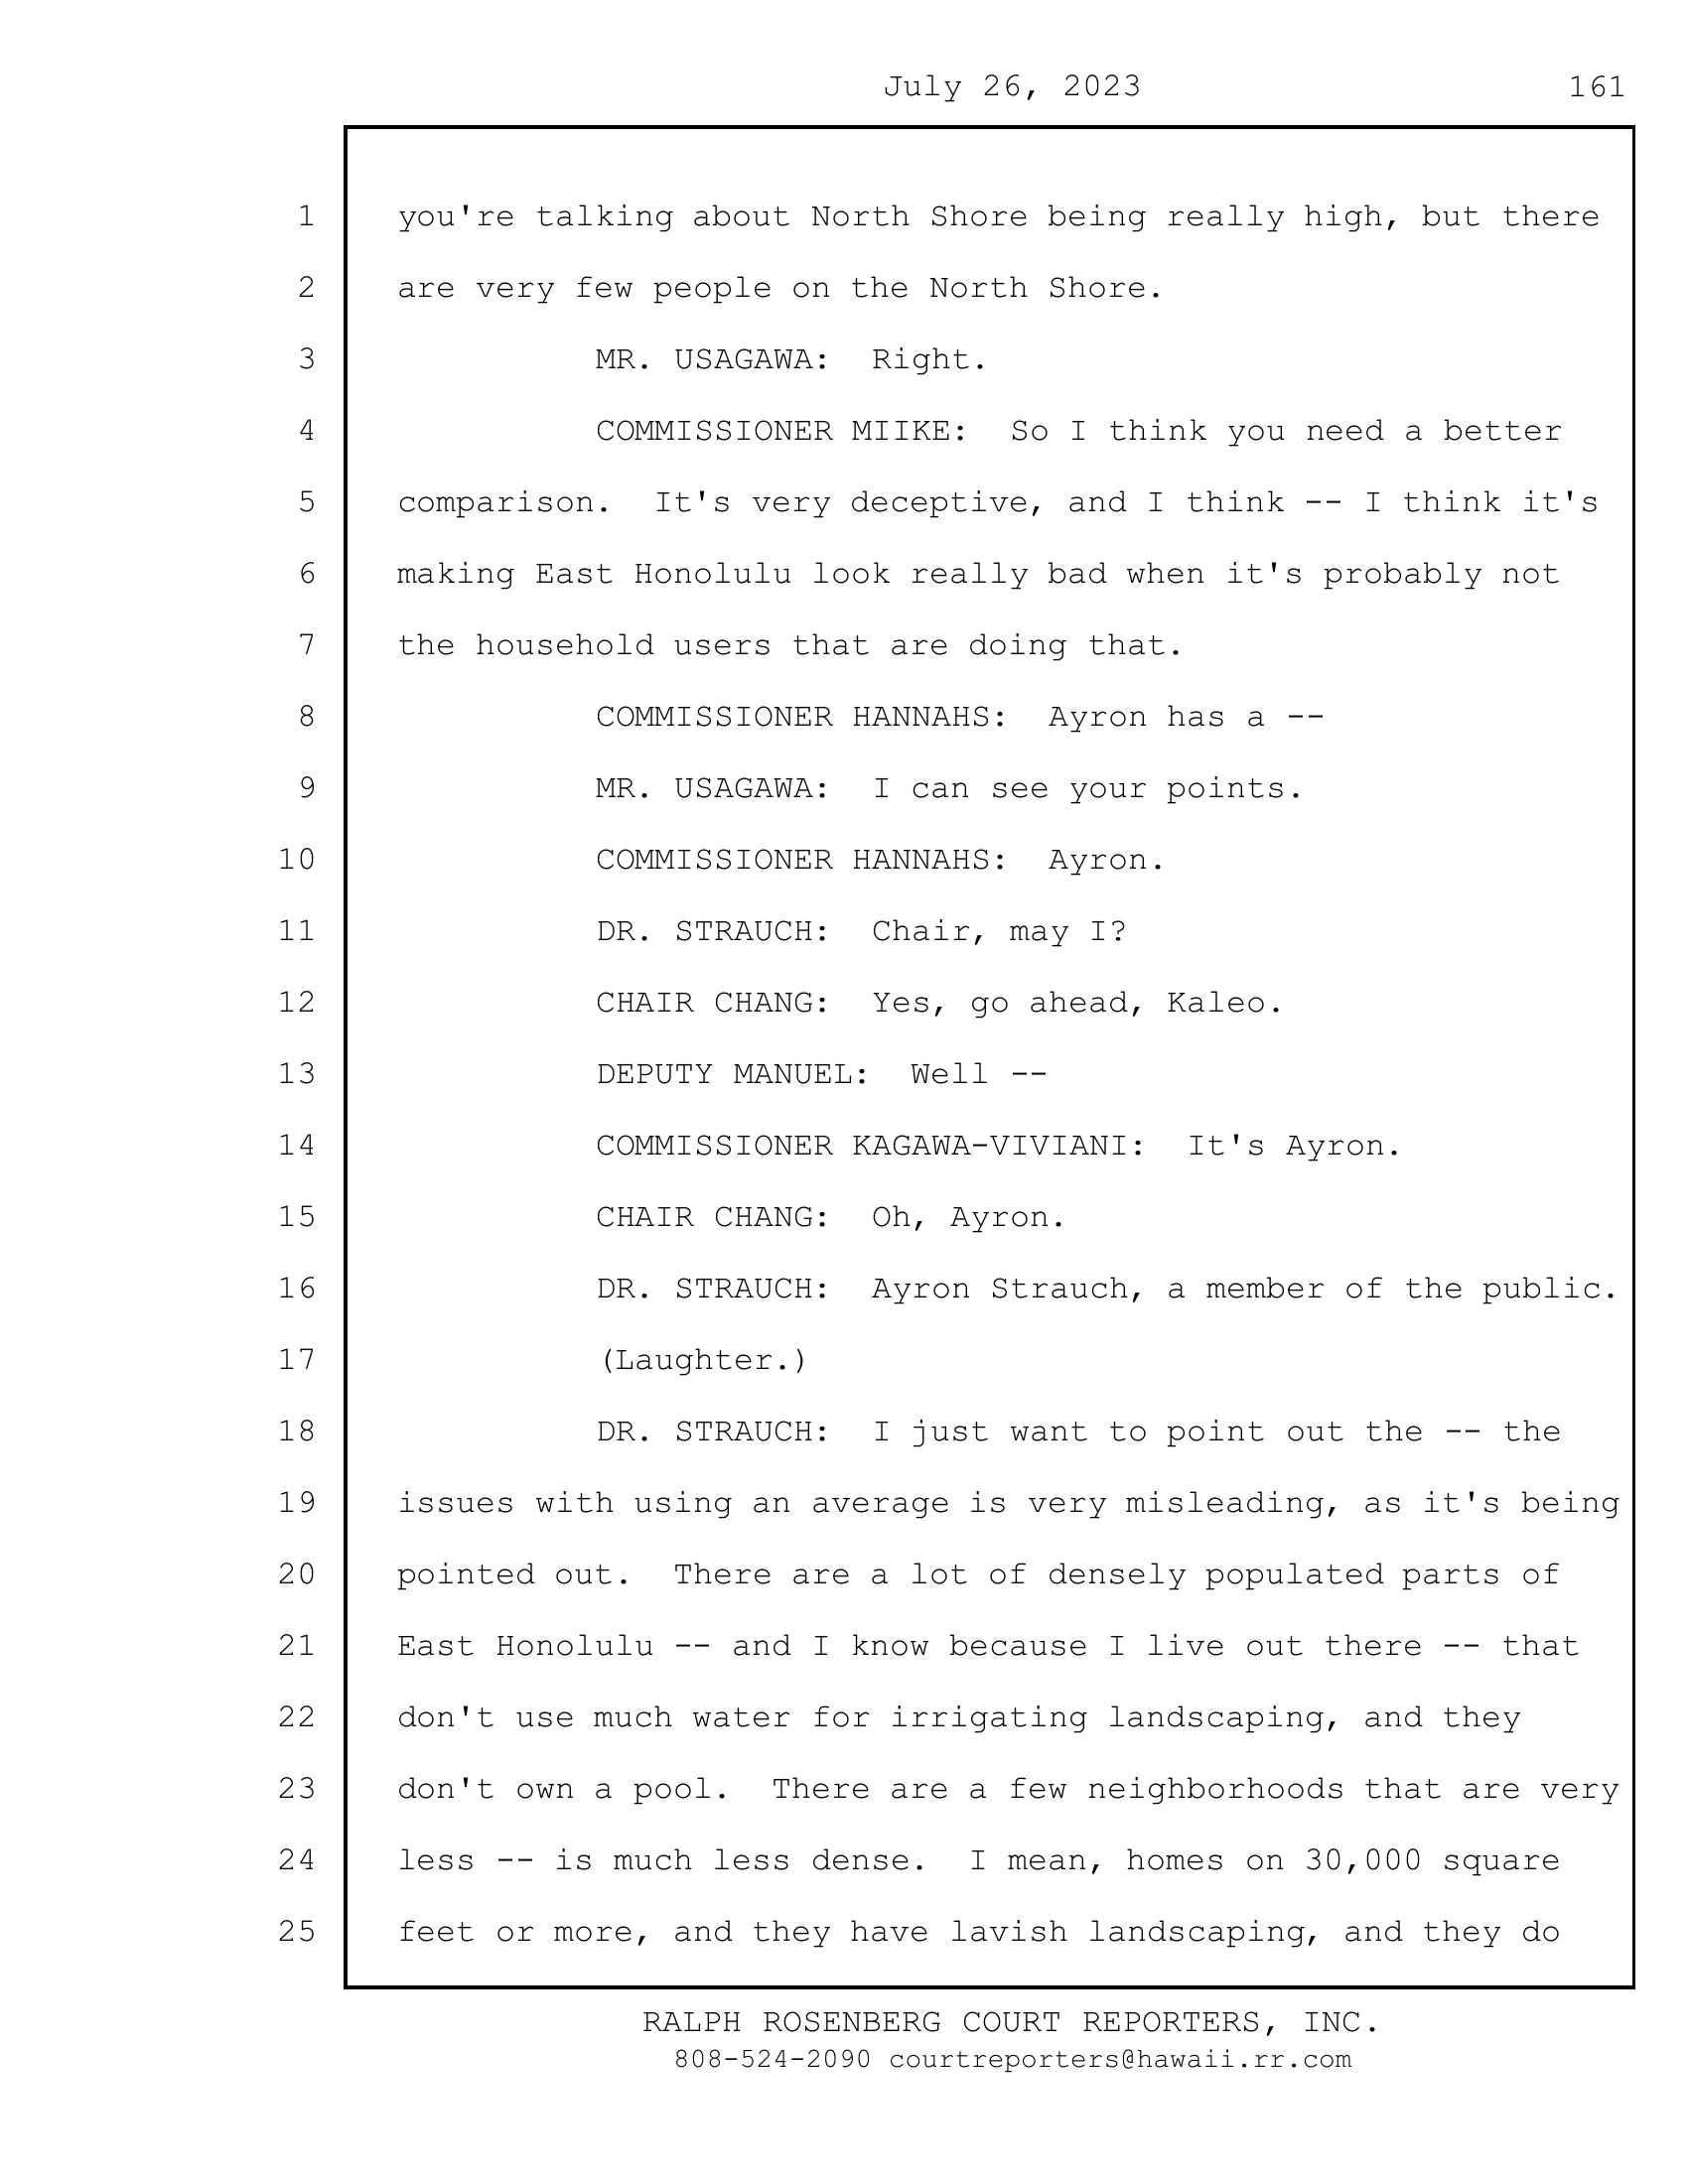 July 26, 2023 161
1 you're talking about North Shore being really high, but there
2 are very few people on the North Shore.
3 MR. USAGAWA: Right.
4 COMMISSIONER MIIKE: So I think you need a better
5 comparison. It's very deceptive, and I think -- I think it's
6 making East Honolulu look really bad when it's probably not
7 the household users that are doing that.
8 COMMISSIONER HANNAHS: Ayron has a --
9 MR. USAGAWA: I can see your points.
10 COMMISSIONER HANNAHS: Ayron.
11 DR. STRAUCH: Chair, may I?
12 CHAIR CHANG: Yes, go ahead, Kaleo.
13 DEPUTY MANUEL: Well --
14 COMMISSIONER KAGAWA-VIVIANI: It's Ayron.
15 CHAIR CHANG: Oh, Ayron.
16 DR. STRAUCH: Ayron Strauch, a member of the public.
17 (Laughter.)
18 DR. STRAUCH: I just want to point out the -- the
19 issues with using an average is very misleading, as it's being
20 pointed out. There are a lot of densely populated parts of
21 East Honolulu -- and I know because I live out there -- that
22 don't use much water for irrigating landscaping, and they
23 don't own a pool. There are a few neighborhoods that are very
24 less -- is much less dense. I mean, homes on 30,000 square
25 feet or more, and they have lavish landscaping, and they do
RALPH ROSENBERG COURT REPORTERS, INC.
808-524-2090 courtreporters@hawaii.rr.com